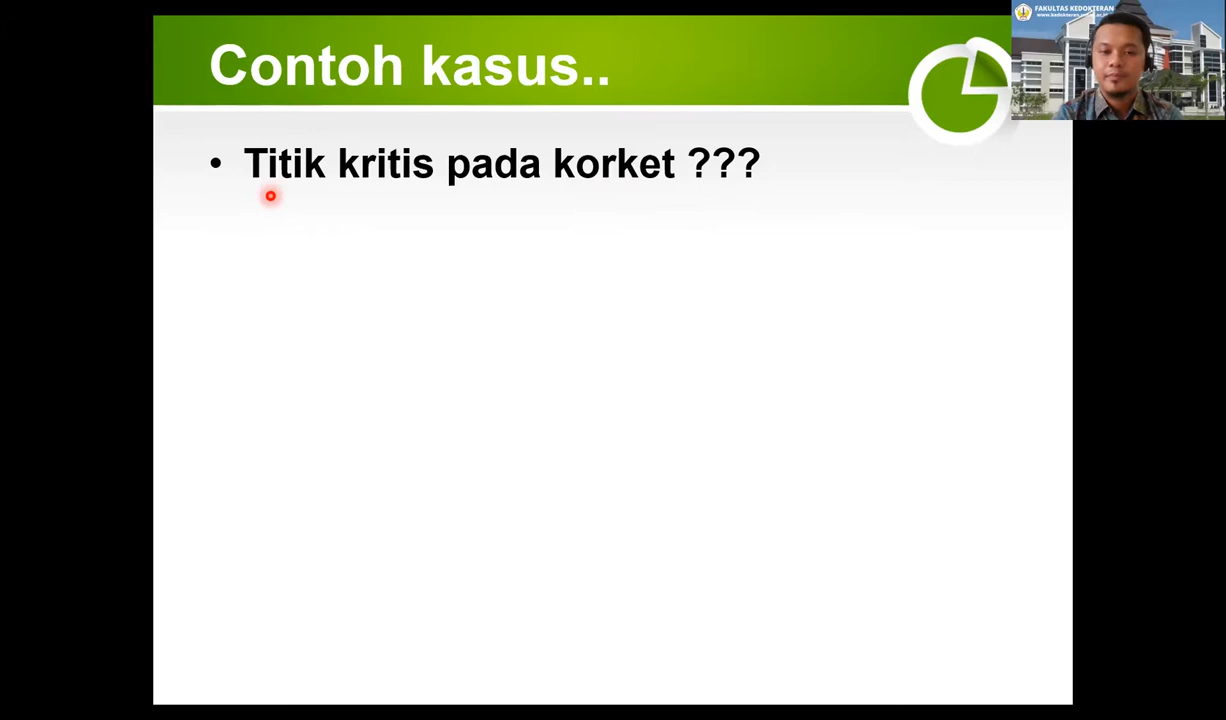 Contoh kasus..
FAKULTAS KEDOKTERAN
• Titik kritis pada korket ???